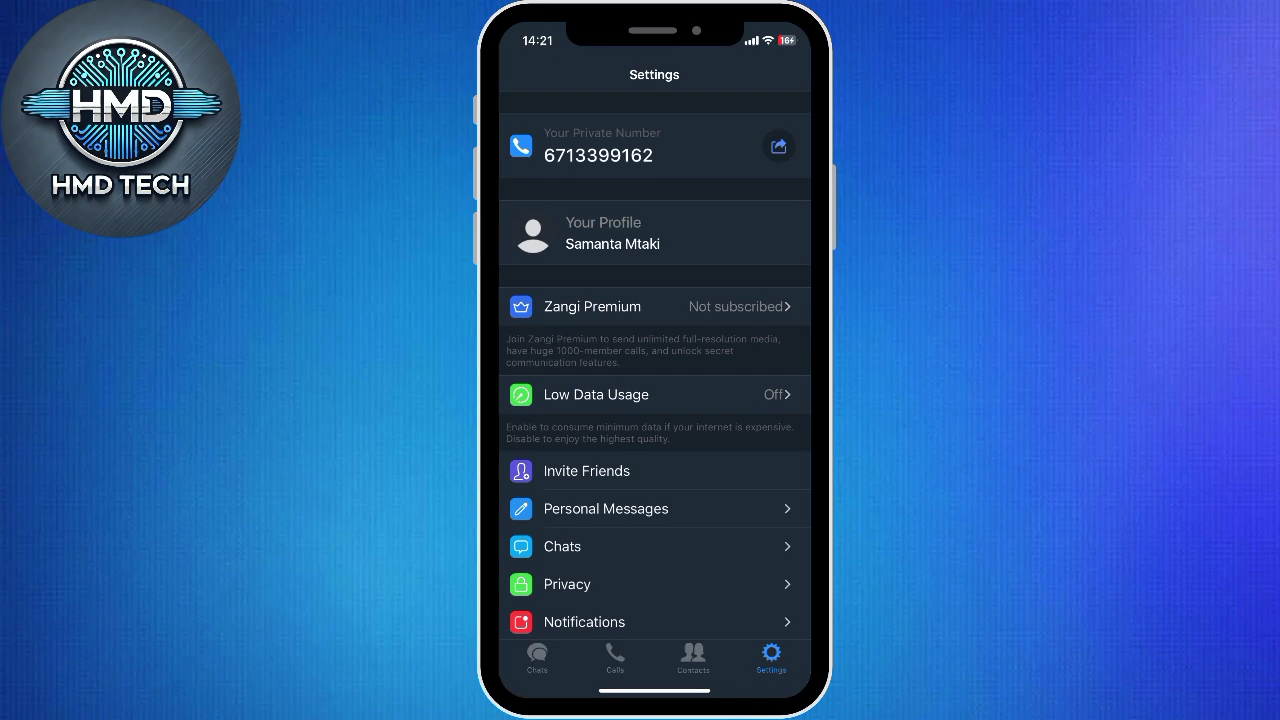 HMD
HMD TECH
14:21
16
Settings
Your Private Number
6713399162
Your Profile
Samanta Mtaki
Zangi Premium
Not subscribed
Join Zangi Premium to send unlimited full-resolution media,
have huge 1000-member calls, and unlock secret
communication features.
Low Data Usage
Off
Enable to consume minimum data if your internet is expensive.
Disable to enjoy the highest quality.
Invite Friends
Personal Messages
Chats
Privacy
Notifications
Chats
Calls
Contacts
Settings